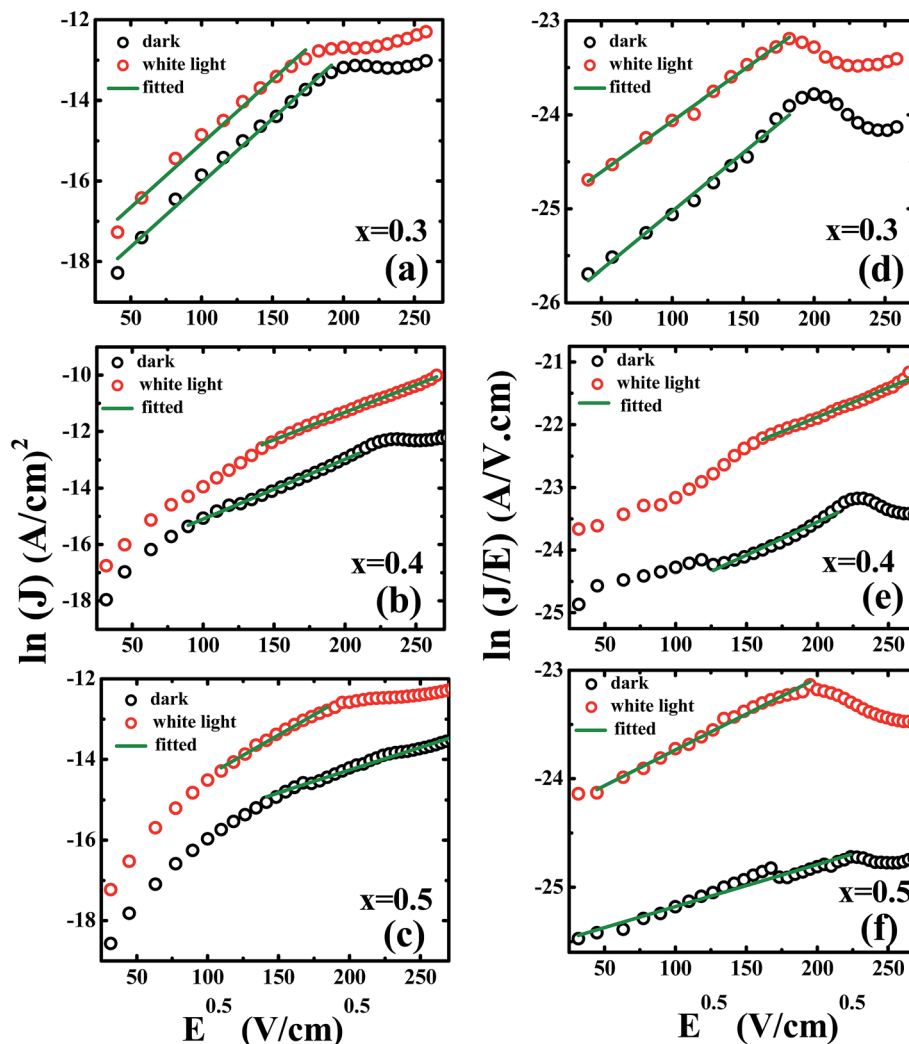 -12
-14
-16
-18
dark
white light
fitted
x=0.3
(a)
50 100 150 200 250
-23
-24
-25
-26
dark
white light
fitted
x=0.3
(d)
50 100 150 200 250
-10
-12
-14
-16
-18
dark
white light
fitted
x=0.4
(b)
50 100 150 200 250
-21
-22
-23
-24
-25
dark
white light
fitted
x=0.4
(e)
50 100 150 200 250
-12
-14
-16
-18
dark
white light
fitted
x=0.5
(c)
50 100 150 200 250
-23
-24
-25
dark
white light
fitted
x=0.5
(f)
50 100 150 200 250
ln (J) (A/cm)²
ln (J/E) (A/V.cm)
E^0.5 (V/cm)^0.5
E^0.5 (V/cm)^0.5